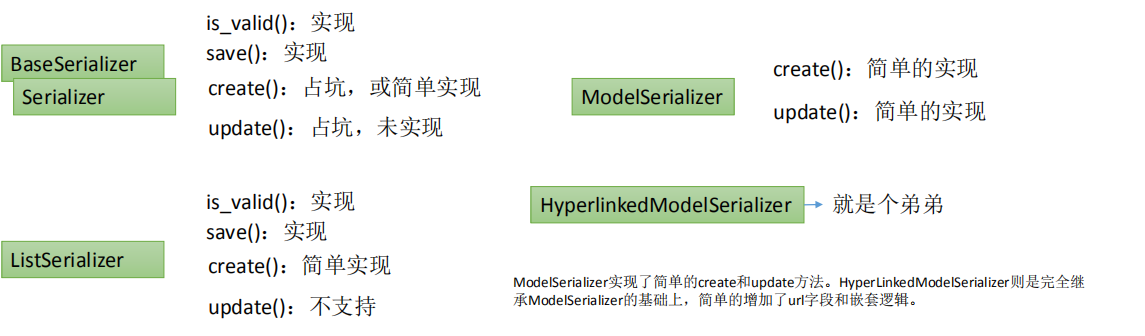 BaseSerializer
Serializer
is_valid()：实现
save()：实现
create()：占坑，或简单实现
update()：占坑，未实现
ModelSerializer
create()：简单的实现
update()：简单的实现
ListSerializer
is_valid()：实现
save()：实现
create()：简单实现
update()：不支持
HyperlinkedModelSerializer
就是个弟弟
ModelSerializer实现了简单的create和update方法。HyperLinkedModelSerializer则是完全继
承ModelSerializer的基础上，简单的增加了url字段和嵌套逻辑。